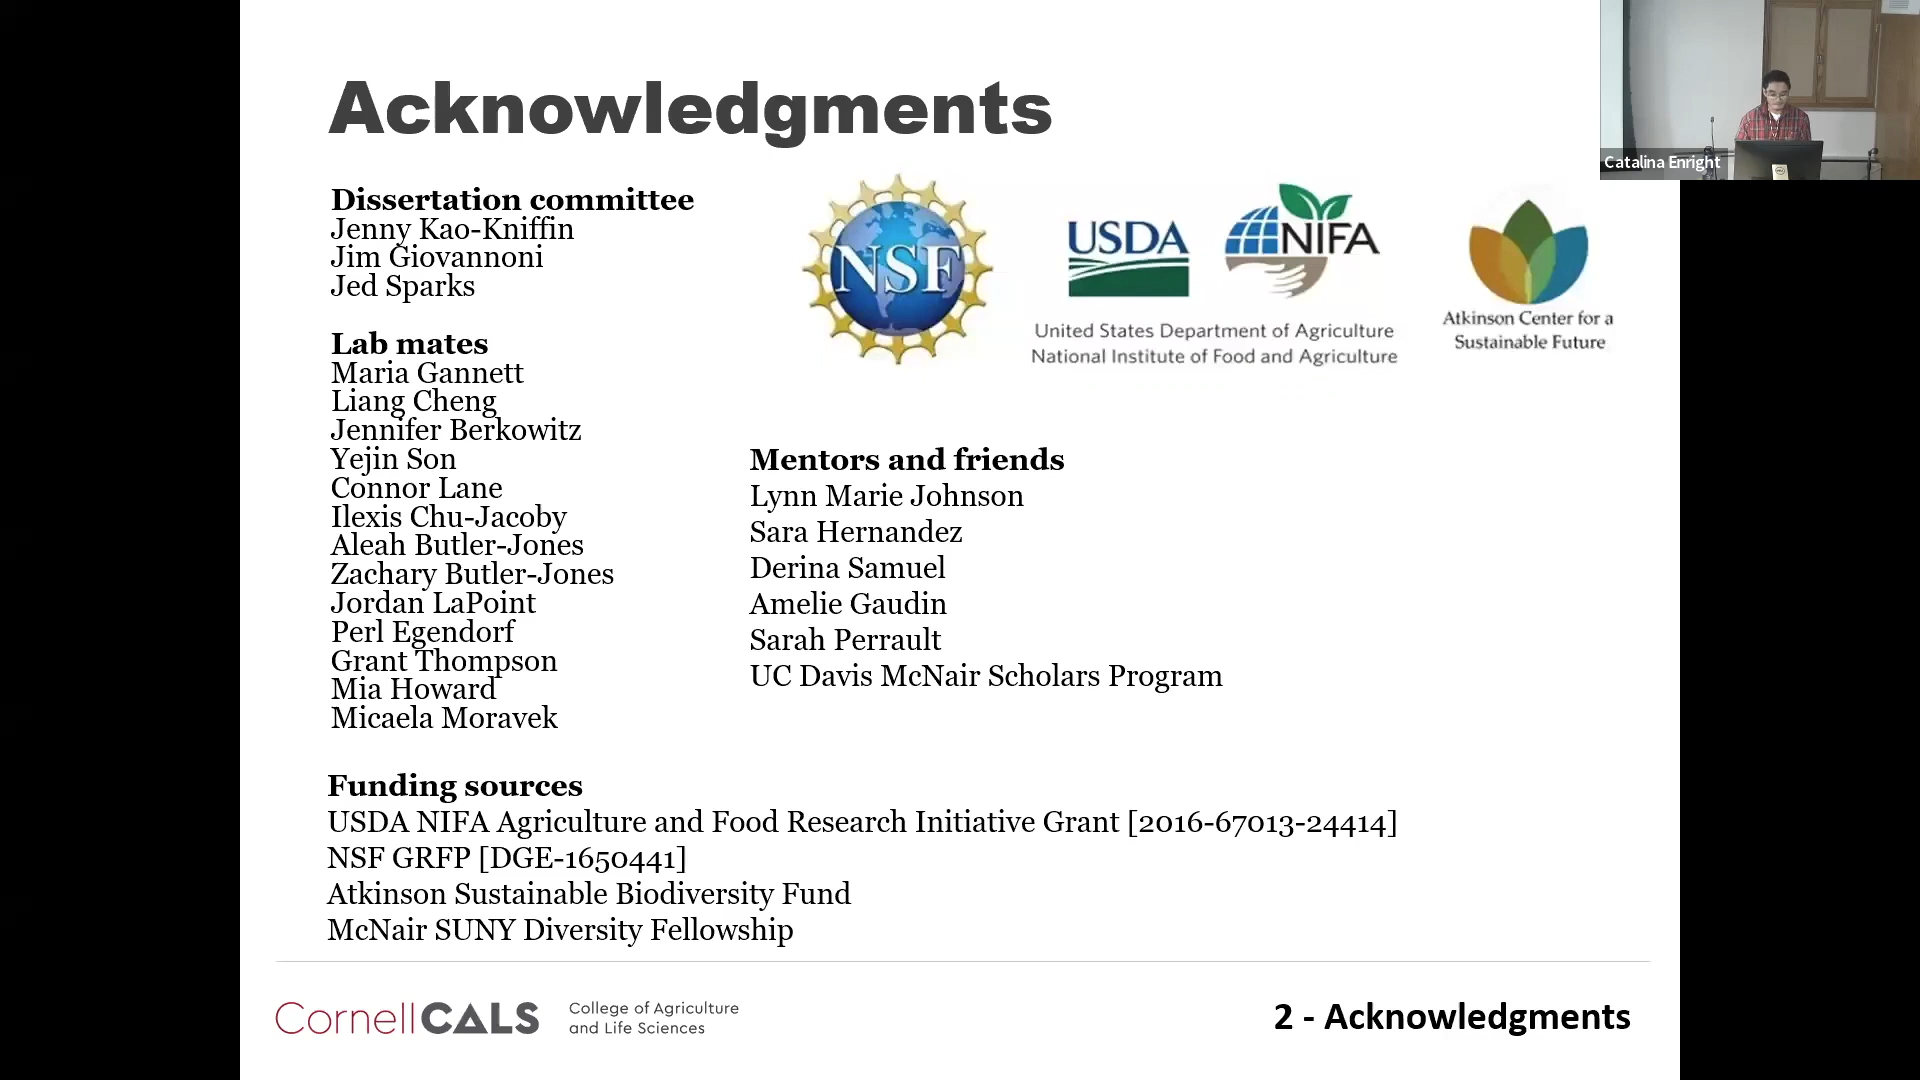 Acknowledgments
Dissertation committee
Jenny Kao-Kniffin
Jim Giovannoni
Jed Sparks
Lab mates
Maria Gannett
Liang Cheng
Jennifer Berkowitz
Yejin Son
Connor Lane
Ilexis Chu-Jacoby
Aleah Butler-Jones
Zachary Butler-Jones
Jordan LaPoint
Perl Egendorf
Grant Thompson
Mia Howard
Micaela Moravek
NSF
USDA
NIFA
United States Department of Agriculture
National Institute of Food and Agriculture
Atkinson Center for a
Sustainable Future
Catalina Enright
Mentors and friends
Lynn Marie Johnson
Sara Hernandez
Derina Samuel
Amelie Gaudin
Sarah Perrault
UC Davis McNair Scholars Program
Funding sources
USDA NIFA Agriculture and Food Research Initiative Grant [2016-67013-24414]
NSF GRFP [DGE-1650441]
Atkinson Sustainable Biodiversity Fund
McNair SUNY Diversity Fellowship
CornellCALS
College of Agriculture
and Life Sciences
2 - Acknowledgments